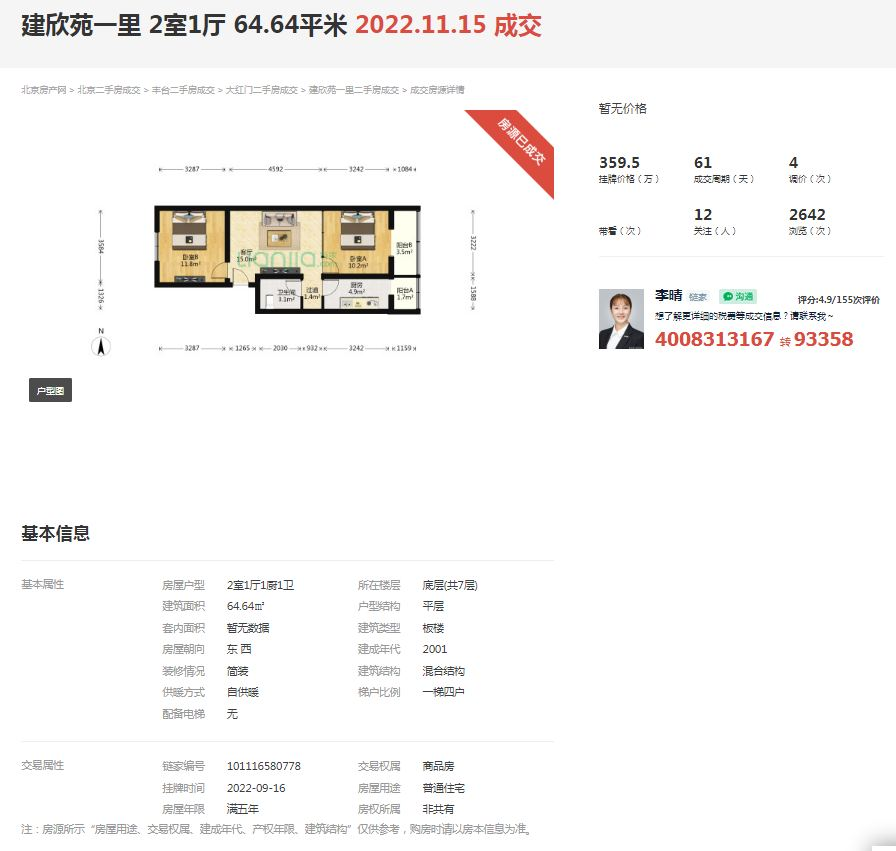 建欣苑一里 2室1厅 64.64平米 2022.11.15 成交
北京房产网 > 北京二手房成交 > 丰台二手房成交 > 大红门二手房成交 > 建欣苑一里二手房成交 > 成交房源详情
房源已成交
3287 4592 3242 1084
3584
1326
3222
1588
卧室B
11.8m²
客厅
15.0m²
卧室A
10.2m²
阳台B
3.5m²
卫生间
3.1m²
过道
1.4m²
厨房
4.9m²
阳台A
1.7m²
lianjia.com
N
3287 1265 2030 932 3242 1159
户型图
暂无价格
359.5 61 4
挂牌价格(万) 成交周期(天) 调价(次)
12 2642
带看(次) 关注(人) 浏览(次)
李晴 链家 沟通 评分:4.9/155次评价
想了解更详细的税费等成交信息?请联系我~
4008313167 转 93358
基本信息
基本属性 房屋户型 2室1厅1厨1卫 所在楼层 底层(共7层)
建筑面积 64.64㎡ 户型结构 平层
套内面积 暂无数据 建筑类型 板楼
房屋朝向 东 西 建成年代 2001
装修情况 简装 建筑结构 混合结构
供暖方式 自供暖 梯户比例 一梯四户
配备电梯 无
交易属性 链家编号 101116580778 交易权属 商品房
挂牌时间 2022-09-16 房屋用途 普通住宅
房屋年限 满五年 房权所属 非共有
注:房源所示“房屋用途、交易权属、建成年代、产权年限、建筑结构”仅供参考,购房时请以房本信息为准。